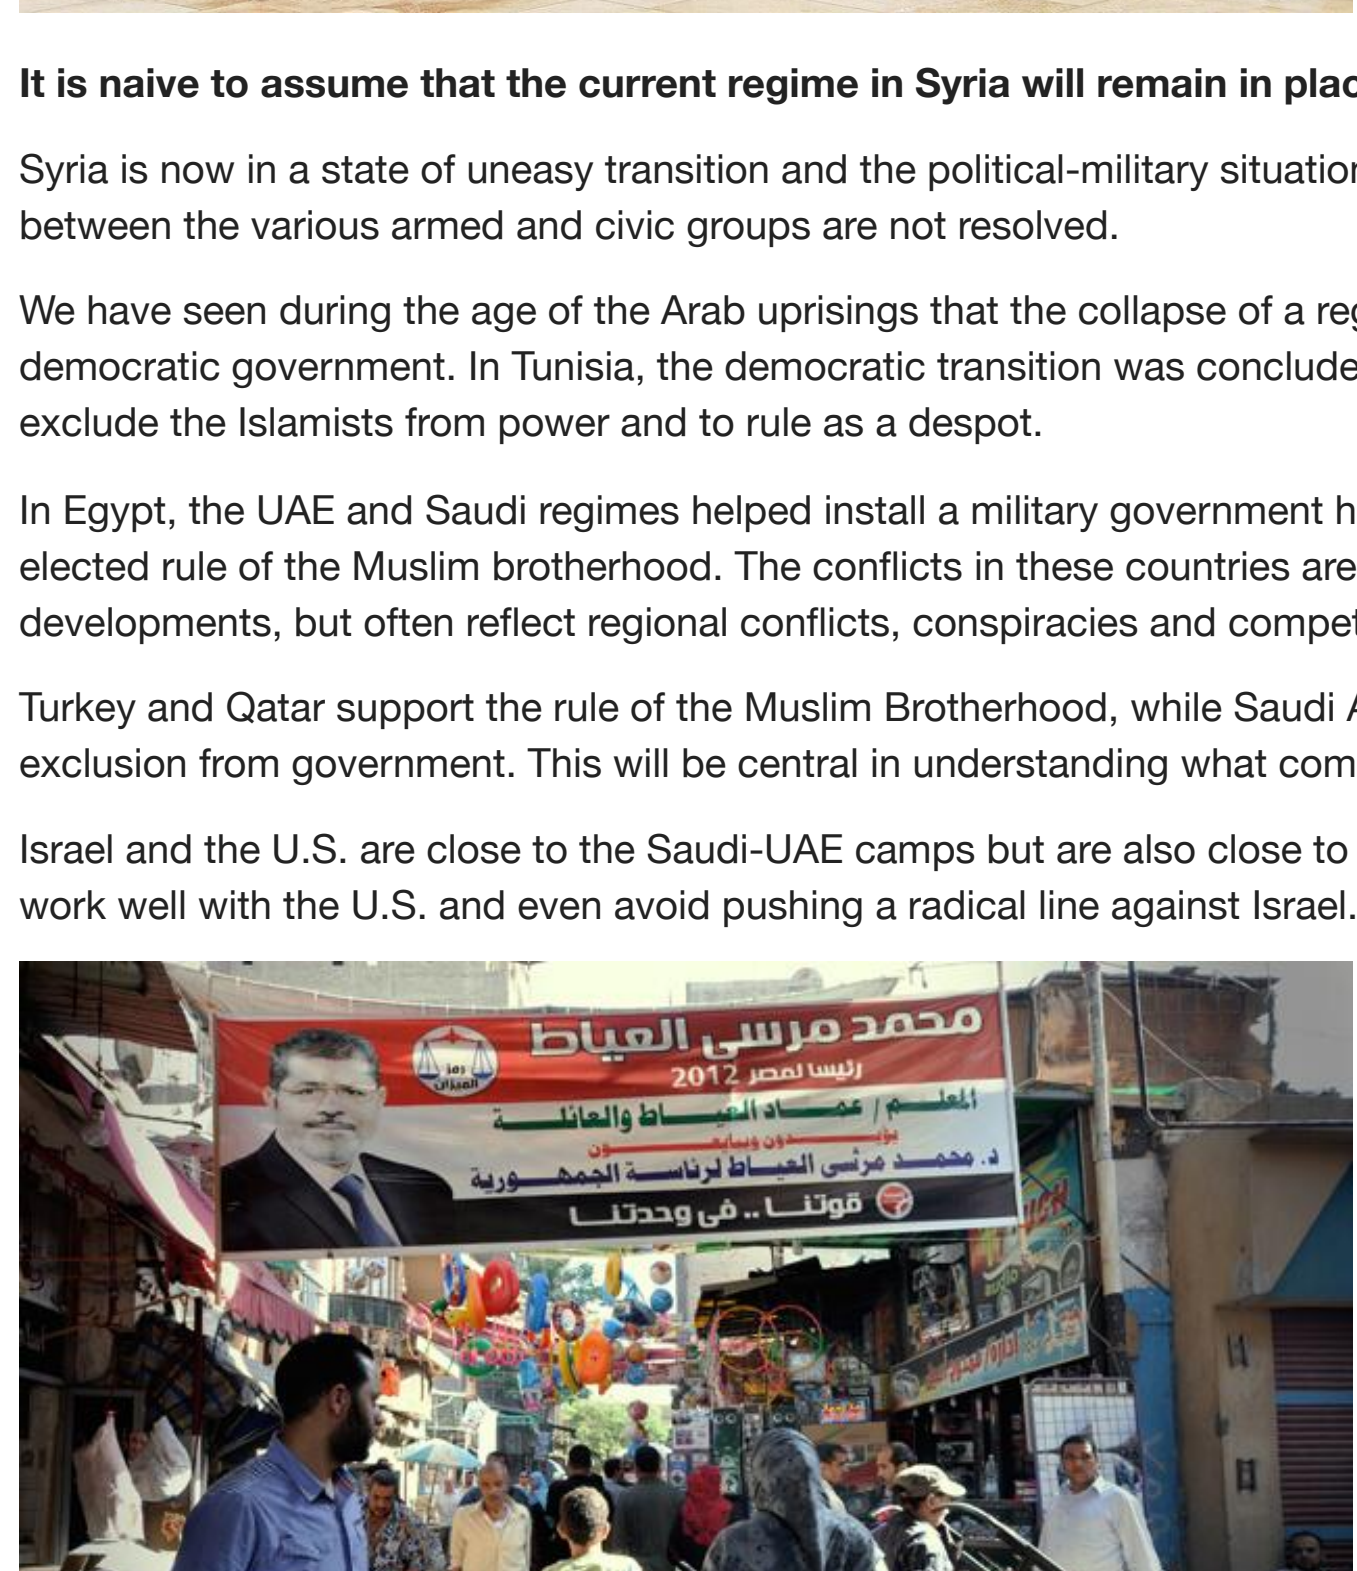 It is naive to assume that the current regime in Syria will remain in plac
Syria is now in a state of uneasy transition and the political-military situation
between the various armed and civic groups are not resolved.
We have seen during the age of the Arab uprisings that the collapse of a reg
democratic government. In Tunisia, the democratic transition was conclude
exclude the Islamists from power and to rule as a despot.
In Egypt, the UAE and Saudi regimes helped install a military government h
elected rule of the Muslim brotherhood. The conflicts in these countries are
developments, but often reflect regional conflicts, conspiracies and compet
Turkey and Qatar support the rule of the Muslim Brotherhood, while Saudi A
exclusion from government. This will be central in understanding what com
Israel and the U.S. are close to the Saudi-UAE camps but are also close to
work well with the U.S. and even avoid pushing a radical line against Israel.
محمد مرسى العياط
رئيسا لمصر 2012
رمز
الميزان
المعلم / عماد العياط والعائلة
يؤيدون ويبايعون
د. محمد مرسى العياط لرئاسة الجمهورية
قوتنا .. فى وحدتنا